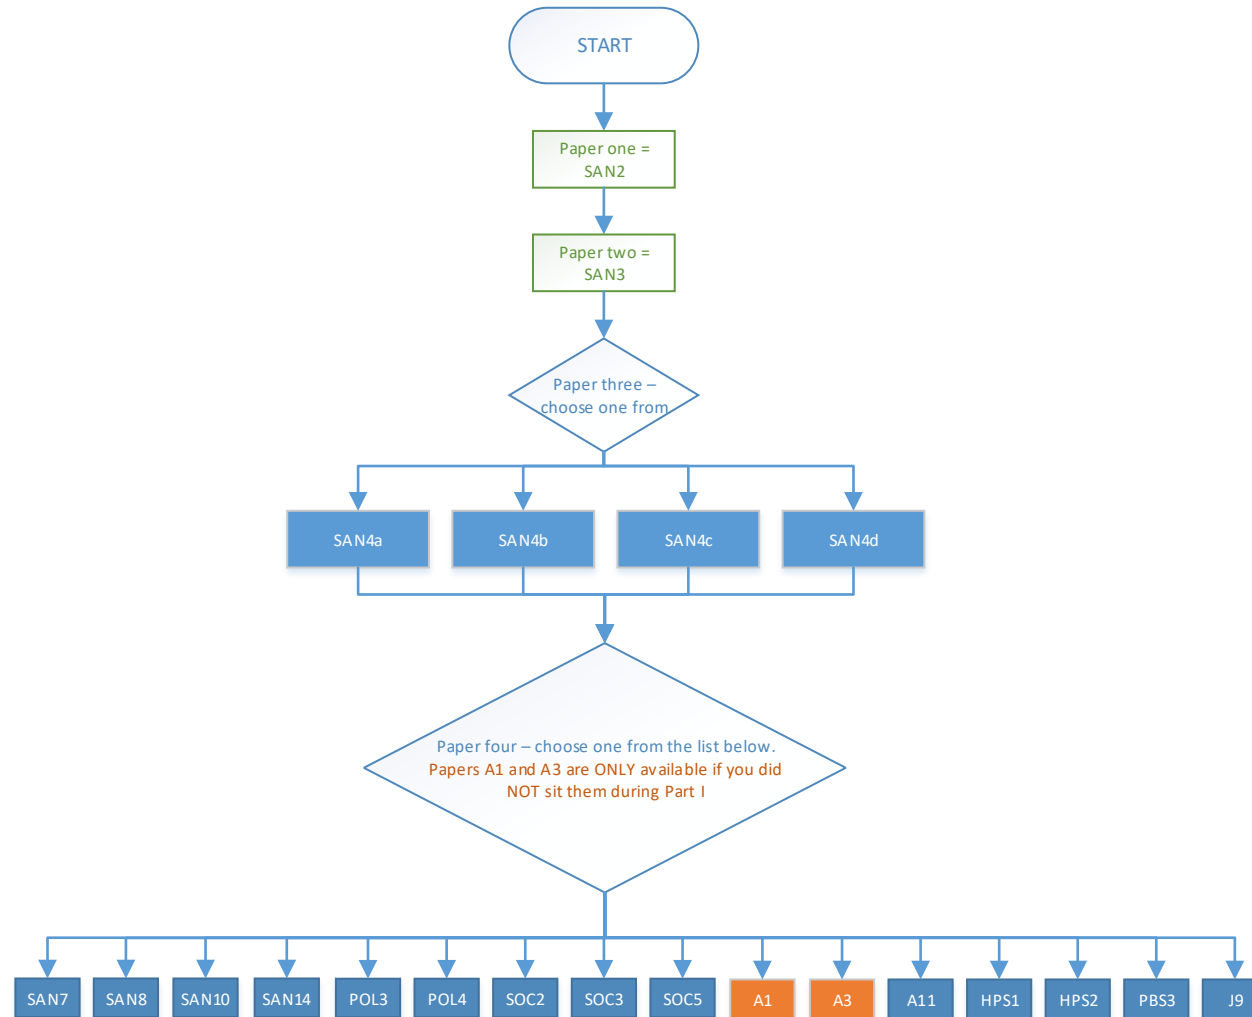 START
Paper one =
SAN2
Paper two =
SAN3
Paper three –
choose one from
SAN4a
SAN4b
SAN4c
SAN4d
Paper four – choose one from the list below.
Papers A1 and A3 are ONLY available if you did
NOT sit them during Part I
SAN7
SAN8
SAN10
SAN14
POL3
POL4
SOC2
SOC3
SOC5
A1
A3
A11
HPS1
HPS2
PBS3
J9